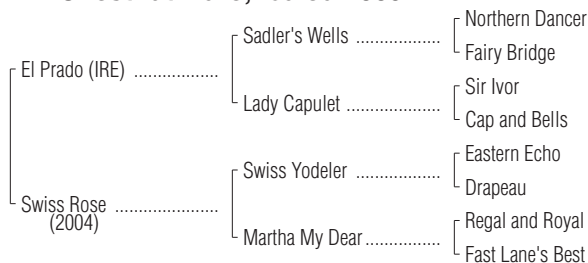 Northern Dancer
Sadler's Wells ....................
Fairy Bridge
El Prado (IRE) ....................
Sir Ivor
Lady Capulet ......................
Cap and Bells
Eastern Echo
Swiss Yodeler ....................
Drapeau
Swiss Rose .........................
(2004)
Regal and Royal
Martha My Dear .................
Fast Lane's Best